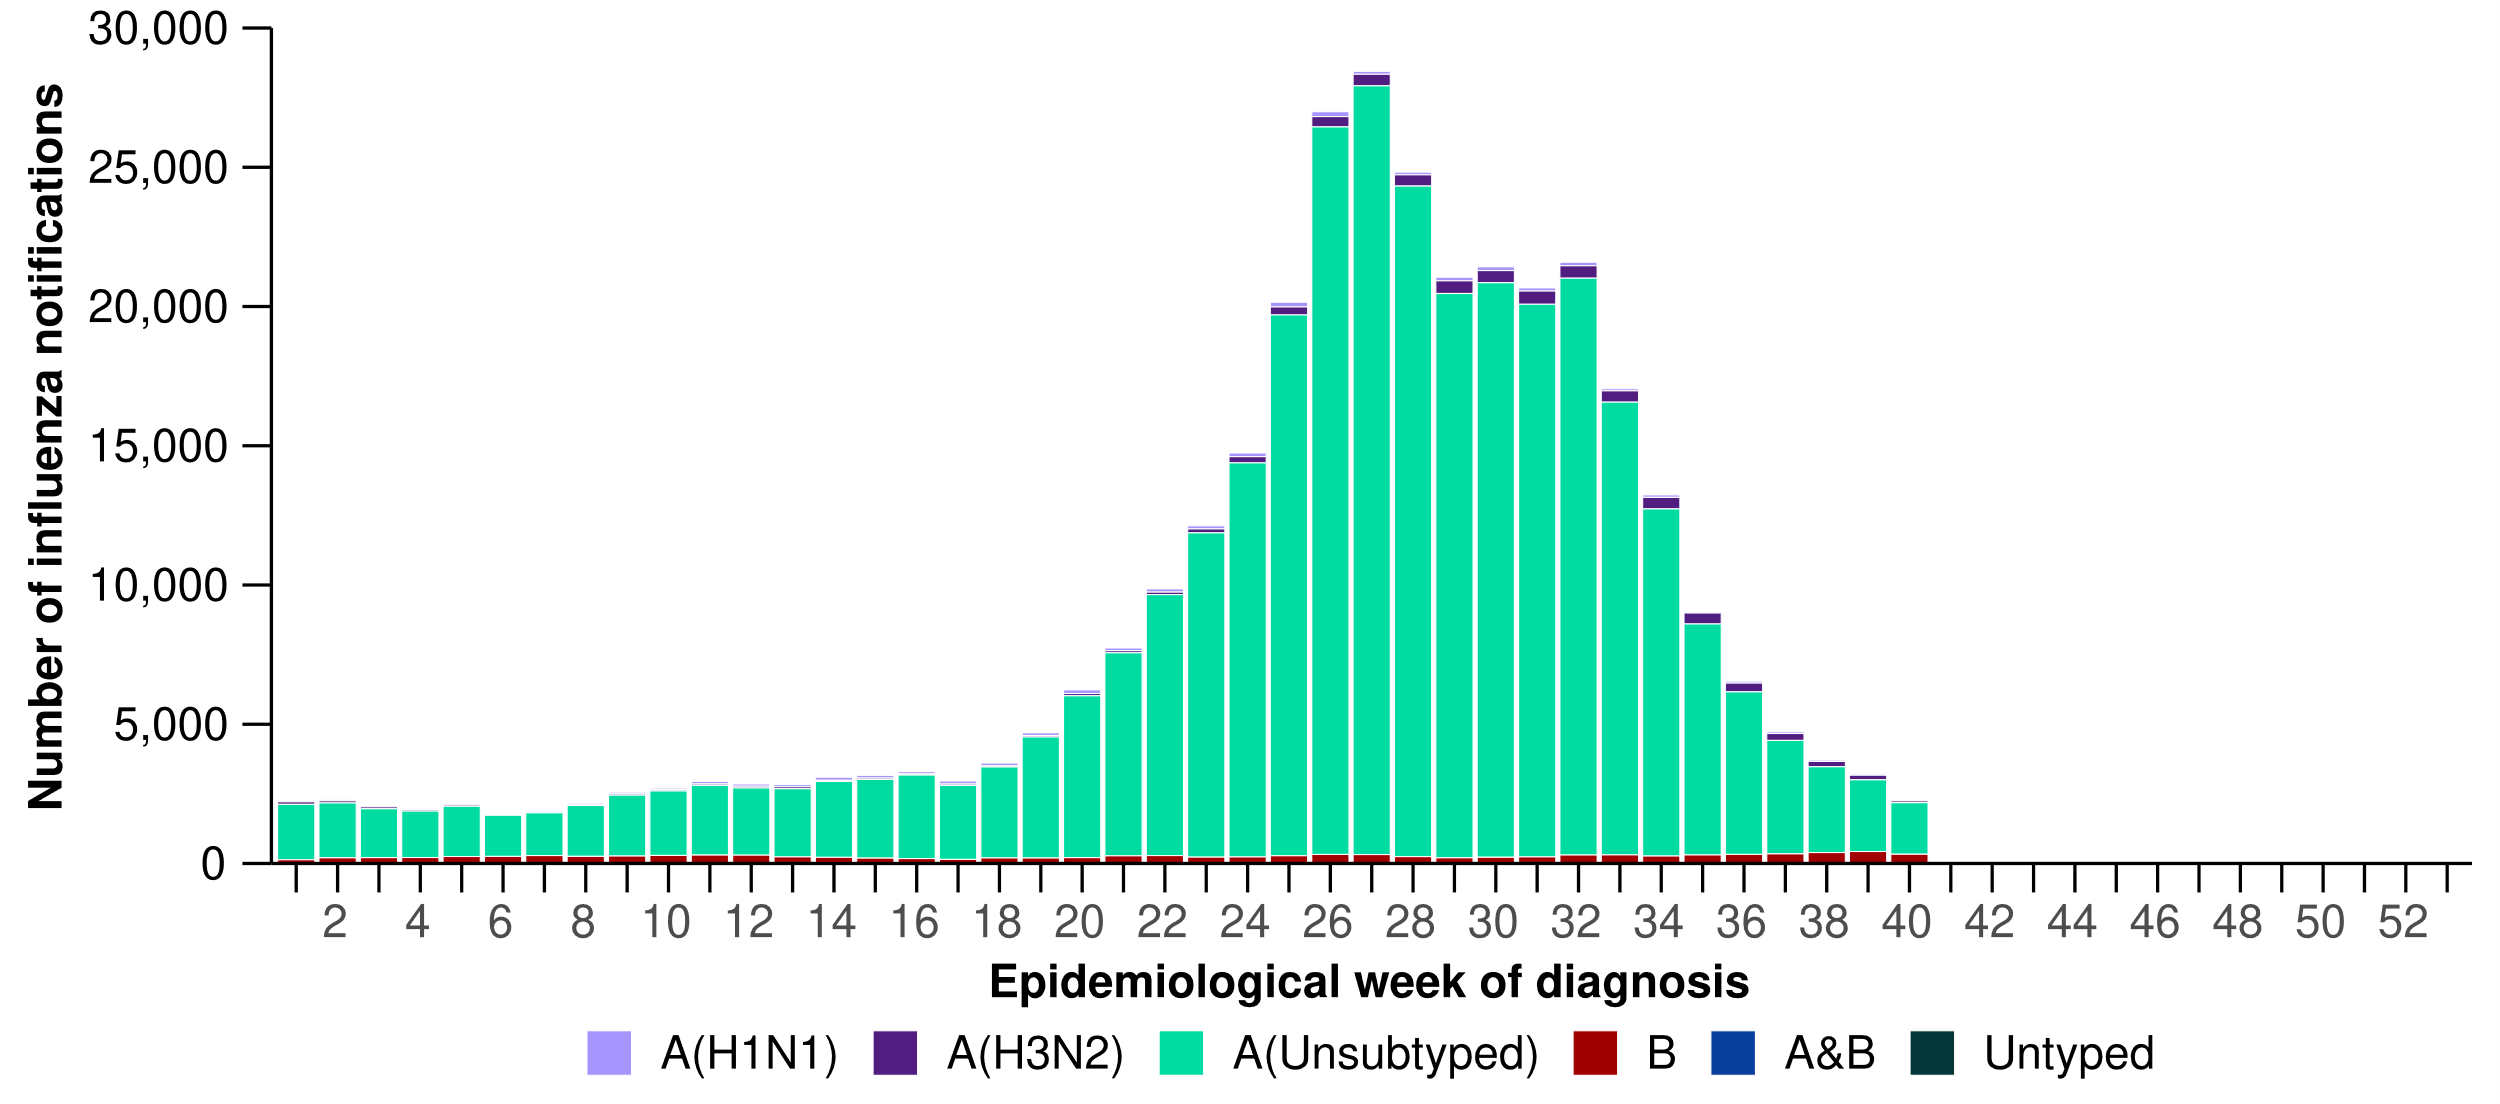 Number of influenza notifications
30,000
25,000
20,000
15,000
10,000
5,000
0
2 4 6 8 10 12 14 16 18 20 22 24 26 28 30 32 34 36 38 40 42 44 46 48 50 52
Epidemiological week of diagnosis
A(H1N1) A(H3N2) A(Unsubtyped) B A&B Untyped